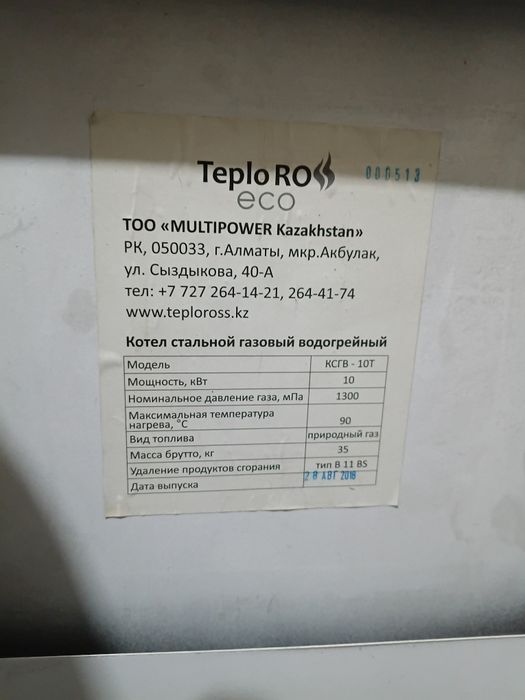 Teplo ROSS 000513
eco
ТОО «MULTIPOWER Kazakhstan»
РК, 050033, г.Алматы, мкр.Акбулак,
ул. Сыздыкова, 40-А
тел: +7 727 264-14-21, 264-41-74
www.teploross.kz
Котел стальной газовый водогрейный
Модель КСГВ - 10Т
Мощность, кВт 10
Номинальное давление газа, мПа 1300
Максимальная температура
нагрева, °С 90
Вид топлива природный газ
Масса брутто, кг 35
Удаление продуктов сгорания тип В 11 BS
Дата выпуска 28 АВГ 2016